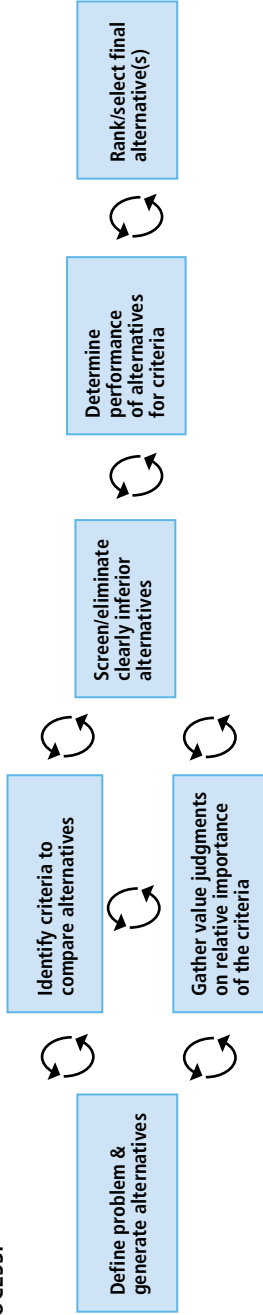 Define problem &
generate alternatives
Identify criteria to
compare alternatives
Gather value judgments
on relative importance
of the criteria
Screen/eliminate
clearly inferior
alternatives
Determine
performance
of alternatives
for criteria
Rank/select final
alternative(s)